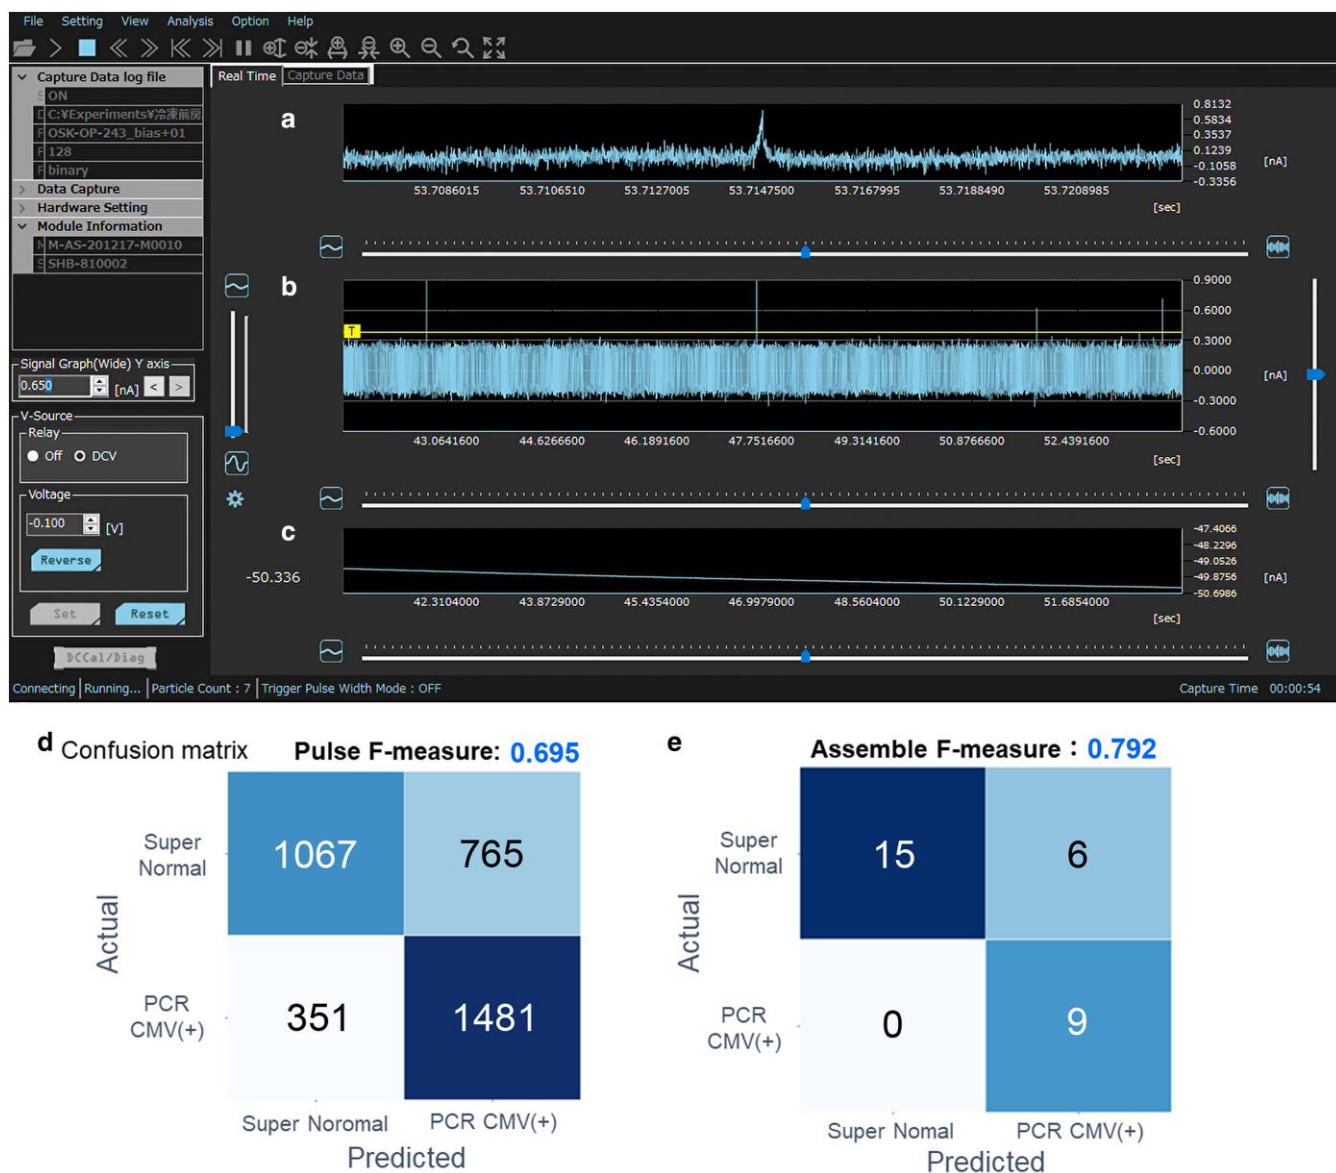 File Setting View Analysis Option Help
Capture Data log file
ON
C:¥Experiments¥冷凍前房
OSK-OP-243_bias+01
128
binary
Data Capture
Hardware Setting
Module Information
M-AS-201217-M0010
SHB-810002
Signal Graph(Wide) Y axis
0.650 [nA] < >
V-Source
Relay
Off DCV
Voltage
-0.100 [V]
Reverse
Set Reset
DCCal/Diag
Real Time Capture Data
a
0.8132
0.5834
0.3537
0.1239
-0.1058
-0.3356
[nA]
53.7086015 53.7106510 53.7127005 53.7147500 53.7167995 53.7188490 53.7208985
[sec]
b
T
0.9000
0.6000
0.3000
0.0000
-0.3000
-0.6000
[nA]
43.0641600 44.6266600 46.1891600 47.7516600 49.3141600 50.8766600 52.4391600
[sec]
c
-50.336
-47.4066
-48.2296
-49.0526
-49.8756
-50.6986
[nA]
42.3104000 43.8729000 45.4354000 46.9979000 48.5604000 50.1229000 51.6854000
[sec]
Connecting Running... Particle Count : 7 Trigger Pulse Width Mode : OFF Capture Time 00:00:54
d Confusion matrix Pulse F-measure: 0.695
Actual
Super
Normal
1067 765
PCR
CMV(+)
351 1481
Super Noromal PCR CMV(+)
Predicted
e Assemble F-measure : 0.792
Actual
Super
Normal
15 6
PCR
CMV(+)
0 9
Super Nomal PCR CMV(+)
Predicted